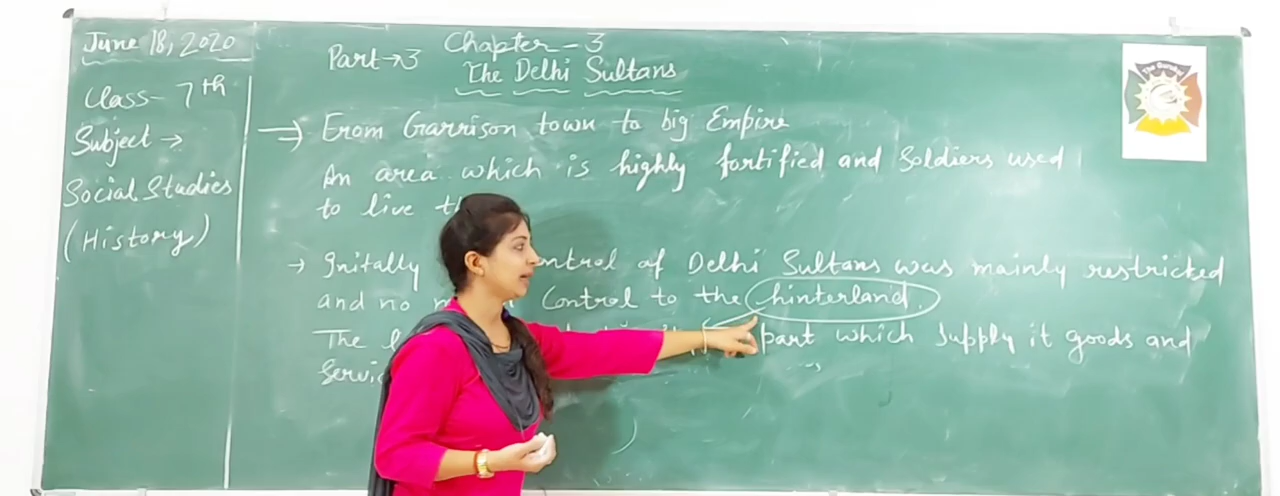 June 18, 2020
Class- 7th
Subject →
Social Studies
(History)
Part→3 Chapter - 3
The Delhi Sultans
→ From Garrison town to big Empire
An area which is highly fortified and Soldiers used
to live
→ Initally control of Delhi Sultans was mainly restricted
and no control to the hinterland.
The part which supply it goods and